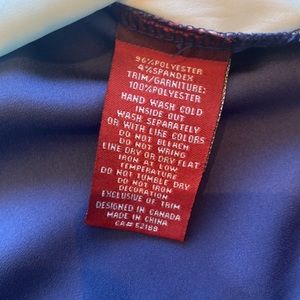 96%POLYESTER
4%SPANDEX
TRIM/GARNITURE:
100%POLYESTER
HAND WASH COLD
INSIDE OUT
WASH SEPARATELY
OR WITH LIKE COLORS
DO NOT BLEACH
DO NOT WRING
LINE DRY OR DRY FLAT
IRON AT LOW
TEMPERATURE
DO NOT TUMBLE DRY
DO NOT IRON
DECORATION
EXCLUSIVE OF TRIM
DESIGNED IN CANADA
MADE IN CHINA
CA# 52188